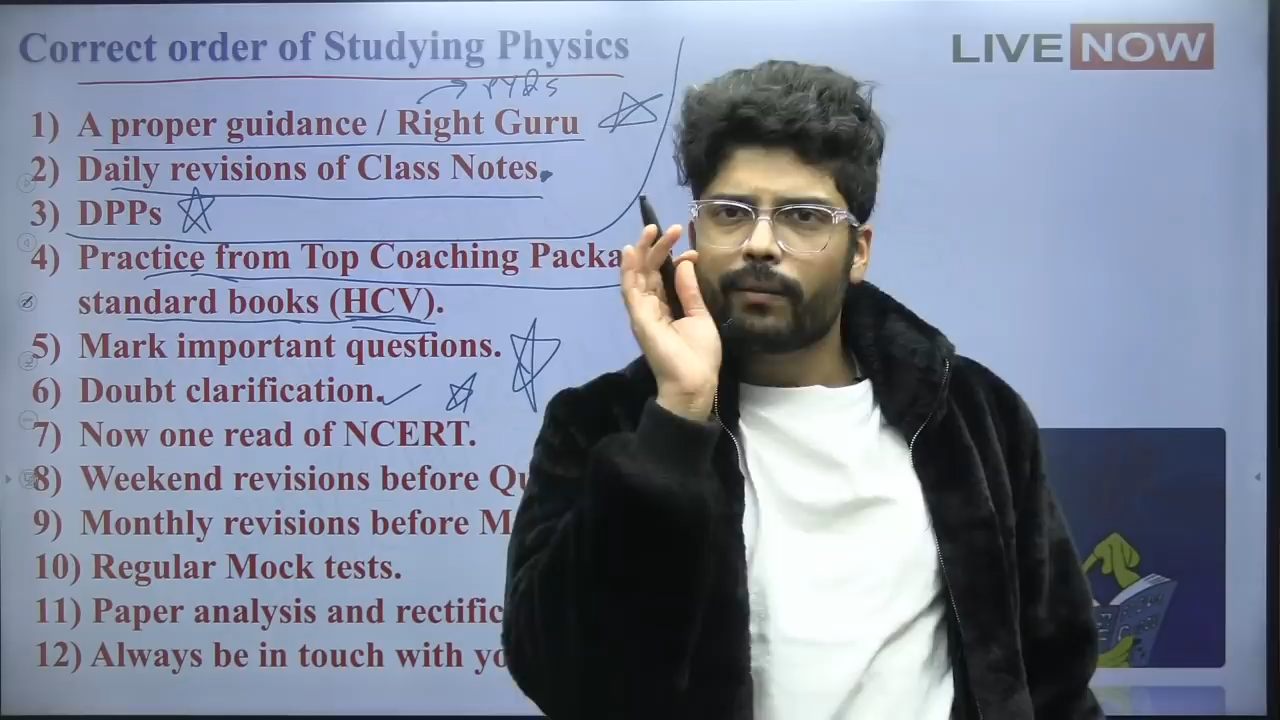 Correct order of Studying Physics
LIVE NOW
PYQs
1) A proper guidance / Right Guru
2) Daily revisions of Class Notes.
3) DPPs
4) Practice from Top Coaching Packa
standard books (HCV).
5) Mark important questions.
6) Doubt clarification.
7) Now one read of NCERT.
8) Weekend revisions before Qu
9) Monthly revisions before M
10) Regular Mock tests.
11) Paper analysis and rectific
12) Always be in touch with yo